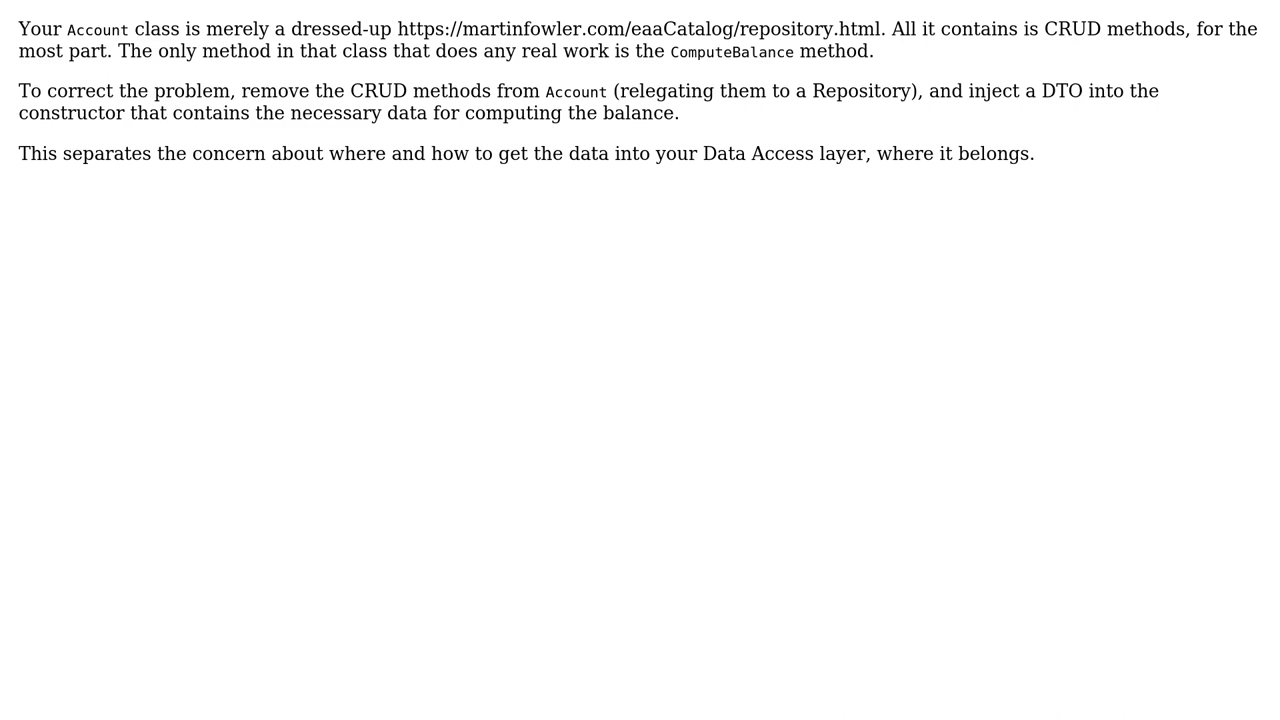 Your Account class is merely a dressed-up https://martinfowler.com/eaaCatalog/repository.html. All it contains is CRUD methods, for the
most part. The only method in that class that does any real work is the ComputeBalance method.
To correct the problem, remove the CRUD methods from Account (relegating them to a Repository), and inject a DTO into the
constructor that contains the necessary data for computing the balance.
This separates the concern about where and how to get the data into your Data Access layer, where it belongs.